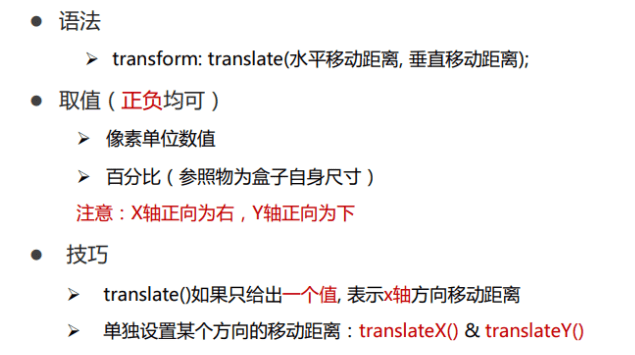 ● 语法
➢ transform: translate(水平移动距离, 垂直移动距离);
● 取值（正负均可）
➢ 像素单位数值
➢ 百分比（参照物为盒子自身尺寸）
注意：X轴正向为右，Y轴正向为下
● 技巧
➢ translate()如果只给出一个值, 表示x轴方向移动距离
➢ 单独设置某个方向的移动距离：translateX() & translateY()